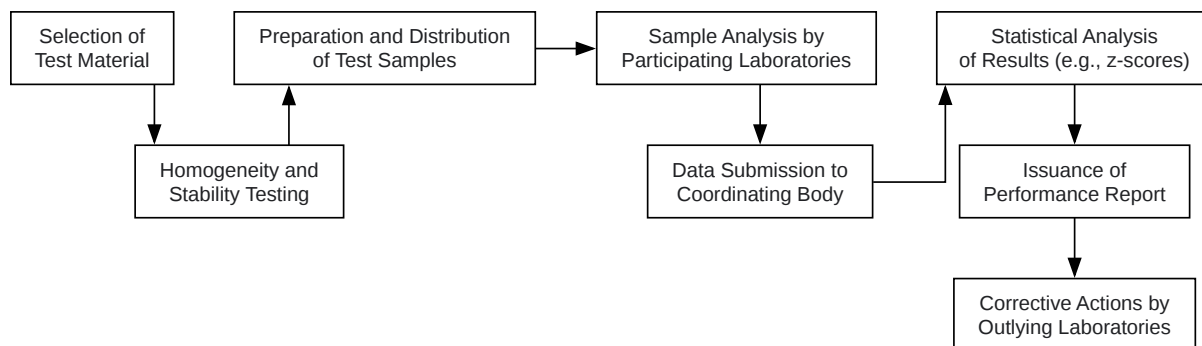 Selection of
Test Material
Homogeneity and
Stability Testing
Preparation and Distribution
of Test Samples
Sample Analysis by
Participating Laboratories
Data Submission to
Coordinating Body
Statistical Analysis
of Results (e.g., z-scores)
Issuance of
Performance Report
Corrective Actions by
Outlying Laboratories